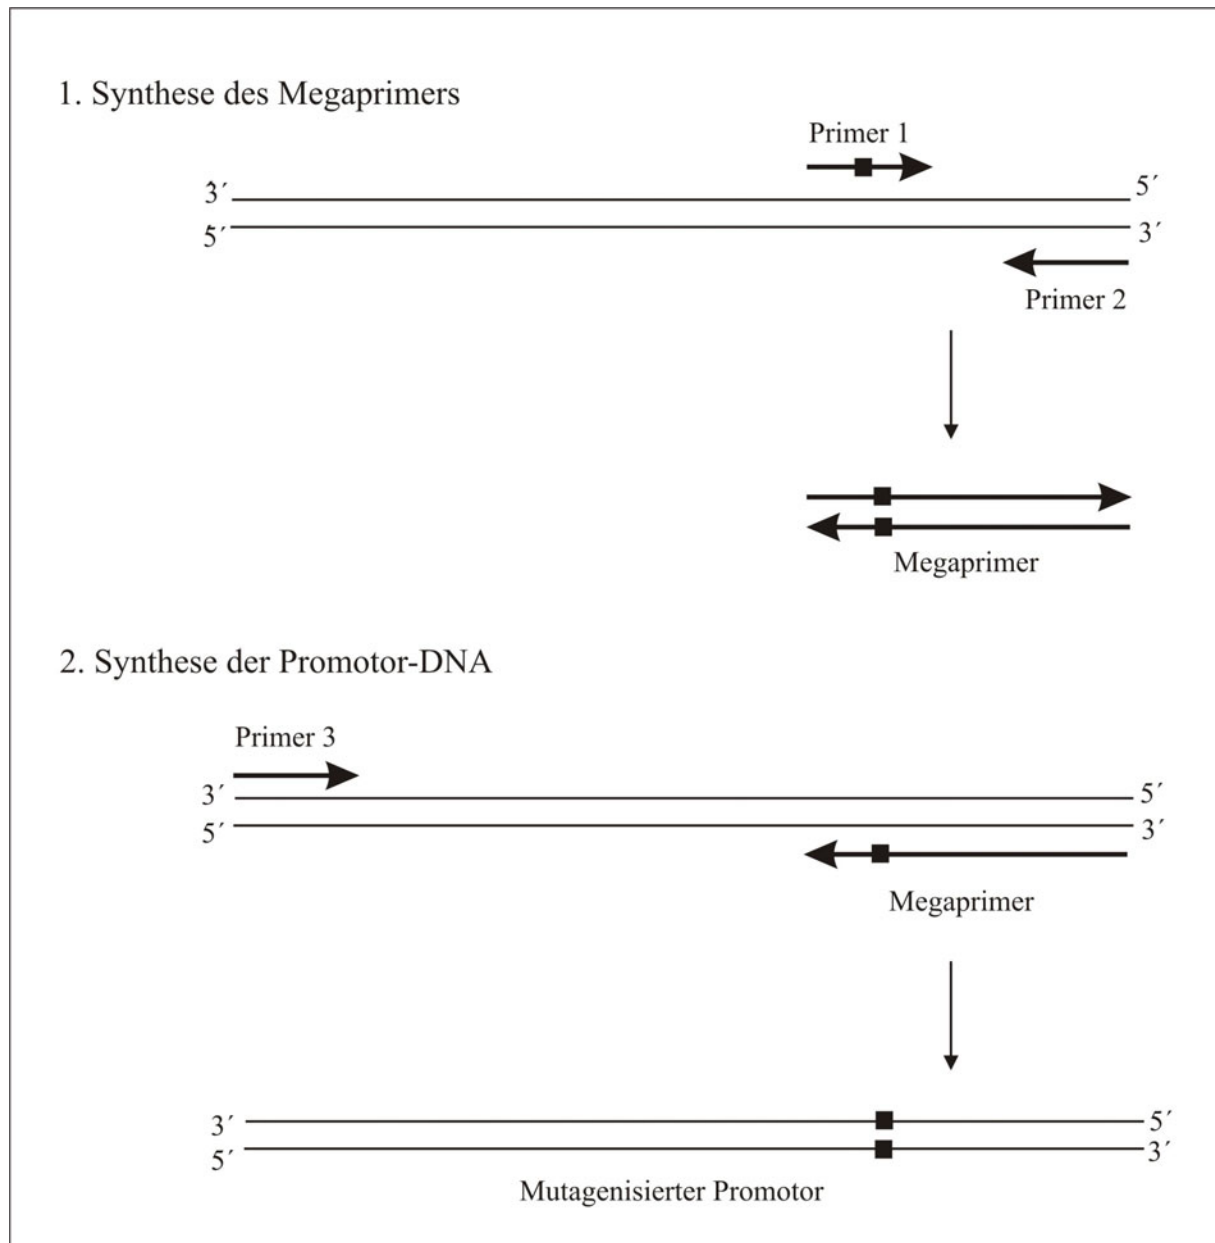 1. Synthese des Megaprimers
Primer 1
3´
5´
5´
3´
Primer 2
Megaprimer
2. Synthese der Promotor-DNA
Primer 3
3´
5´
5´
3´
Megaprimer
3´
5´
5´
3´
Mutagenisierter Promotor